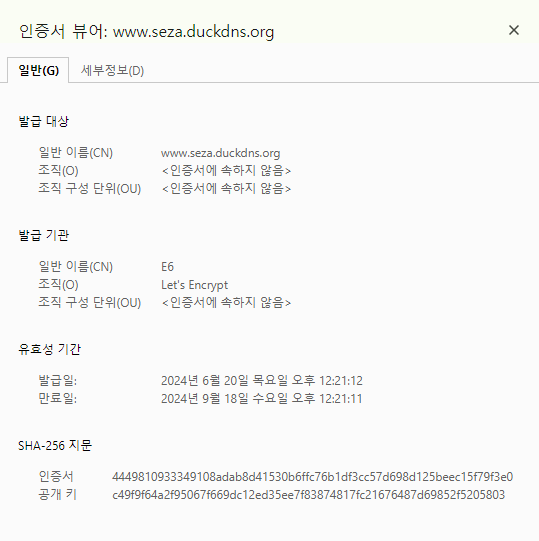 인증서 뷰어: www.seza.duckdns.org
일반(G) 세부정보(D)
발급 대상
일반 이름(CN) www.seza.duckdns.org
조직(O) <인증서에 속하지 않음>
조직 구성 단위(OU) <인증서에 속하지 않음>
발급 기관
일반 이름(CN) E6
조직(O) Let's Encrypt
조직 구성 단위(OU) <인증서에 속하지 않음>
유효성 기간
발급일: 2024년 6월 20일 목요일 오후 12:21:12
만료일: 2024년 9월 18일 수요일 오후 12:21:11
SHA-256 지문
인증서 4449810933349108adab8d41530b6ffc76b1df3cc57d698d125beec15f79f3e0
공개 키 c49f9f64a2f95067f669dc12ed35ee7f83874817fc21676487d69852f5205803